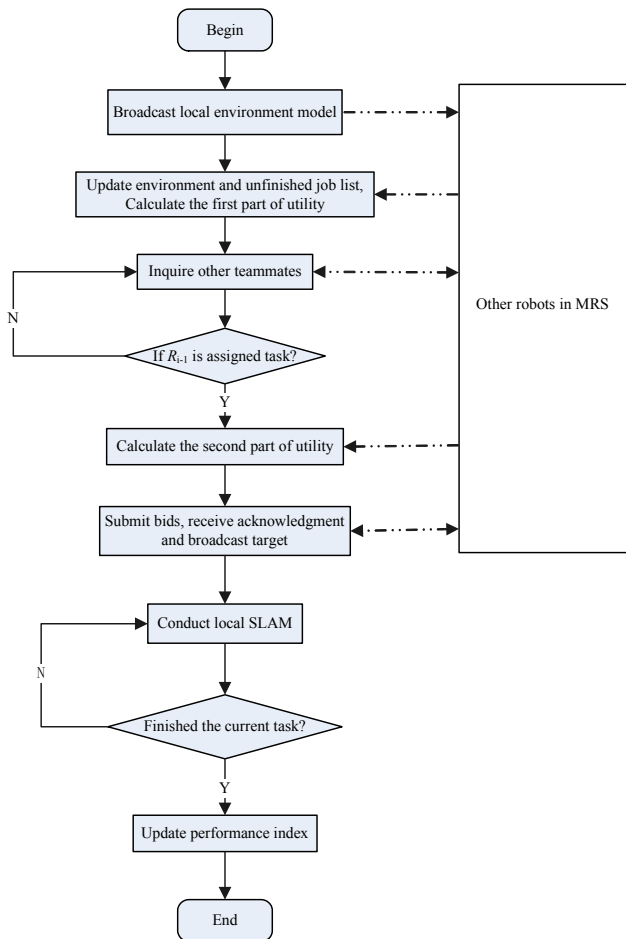 Begin
Broadcast local environment model
Update environment and unfinished job list,
Calculate the first part of utility
Inquire other teammates
Other robots in MRS
N
If Ri-1 is assigned task?
Y
Calculate the second part of utility
Submit bids, receive acknowledgment
and broadcast target
Conduct local SLAM
N
Finished the current task?
Y
Update performance index
End